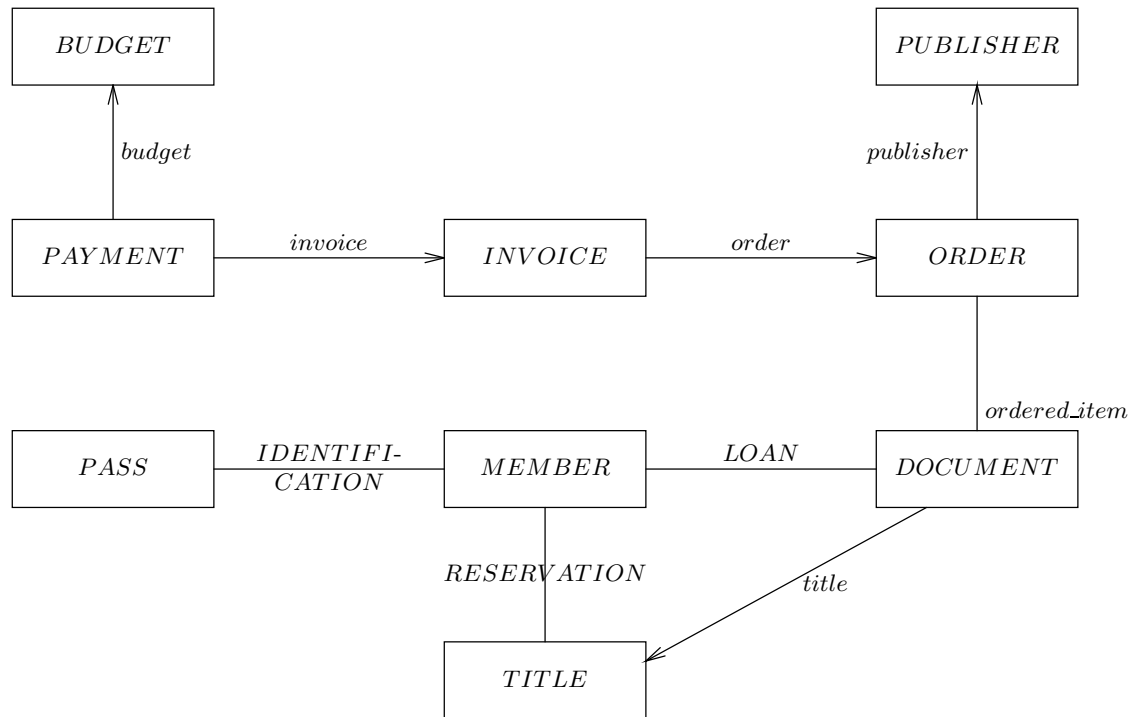 BUDGET
PUBLISHER
budget
publisher
PAYMENT
invoice
INVOICE
order
ORDER
ordered_item
PASS
IDENTIFI-
CATION
MEMBER
LOAN
DOCUMENT
RESERVATION
title
TITLE